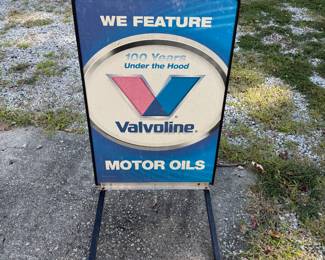 WE FEATURE
100 Years
Under the Hood
Valvoline
MOTOR OILS